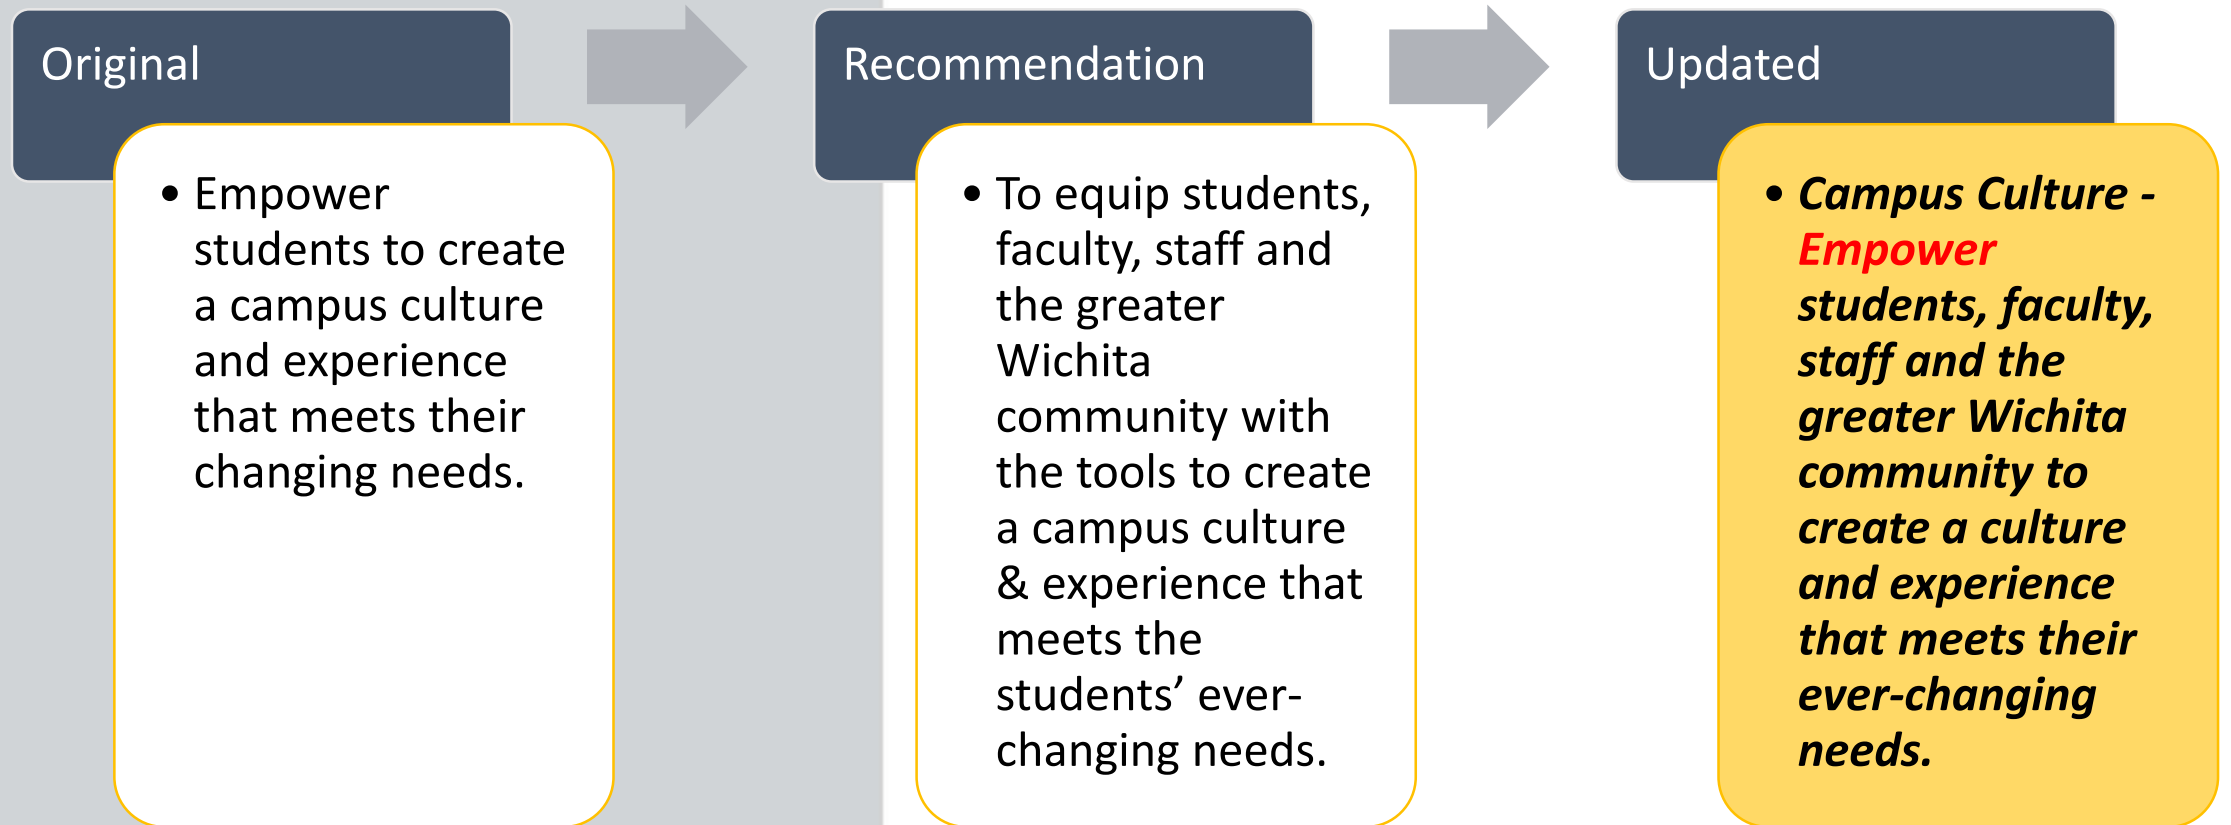 Original
• Empower
students to create
a campus culture
and experience
that meets their
changing needs.
Recommendation
• To equip students,
faculty, staff and
the greater
Wichita
community with
the tools to create
a campus culture
& experience that
meets the
students’ ever-
changing needs.
Updated
• Campus Culture -
Empower
students, faculty,
staff and the
greater Wichita
community to
create a culture
and experience
that meets their
ever-changing
needs.